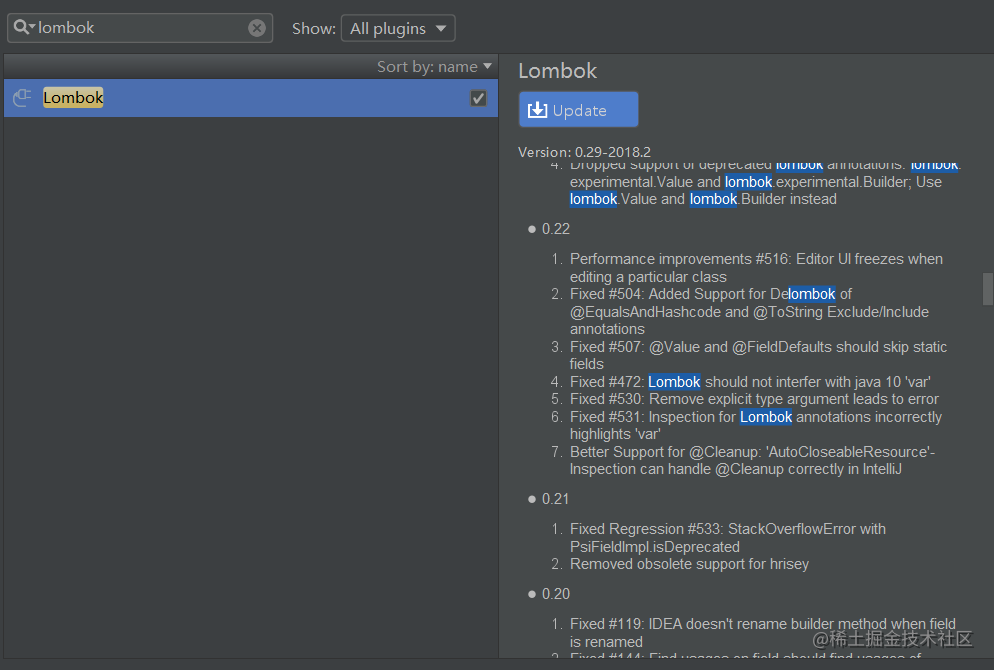 lombok
Show: All plugins
Sort by: name
Lombok
Lombok
Update
Version: 0.29-2018.2
4. Dropped support of deprecated lombok annotations: lombok.
experimental.Value and lombok.experimental.Builder; Use
lombok.Value and lombok.Builder instead
● 0.22
1. Performance improvements #516: Editor UI freezes when
editing a particular class
2. Fixed #504: Added Support for Delombok of
@EqualsAndHashcode and @ToString Exclude/Include
annotations
3. Fixed #507: @Value and @FieldDefaults should skip static
fields
4. Fixed #472: Lombok should not interfer with java 10 'var'
5. Fixed #530: Remove explicit type argument leads to error
6. Fixed #531: Inspection for Lombok annotations incorrectly
highlights 'var'
7. Better Support for @Cleanup: 'AutoCloseableResource'-
Inspection can handle @Cleanup correctly in IntelliJ
● 0.21
1. Fixed Regression #533: StackOverflowError with
PsiFieldImpl.isDeprecated
2. Removed obsolete support for hrisey
● 0.20
1. Fixed #119: IDEA doesn't rename builder method when field
is renamed
@稀土掘金技术社区
2. Fixed #144: Find usages on field should find usages of